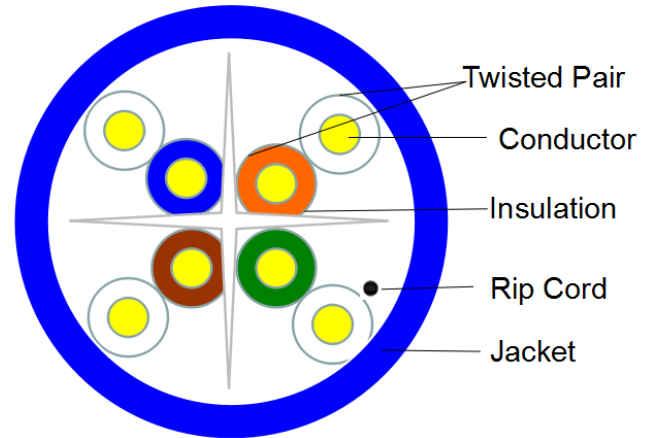 Twisted Pair
Conductor
Insulation
Rip Cord
Jacket